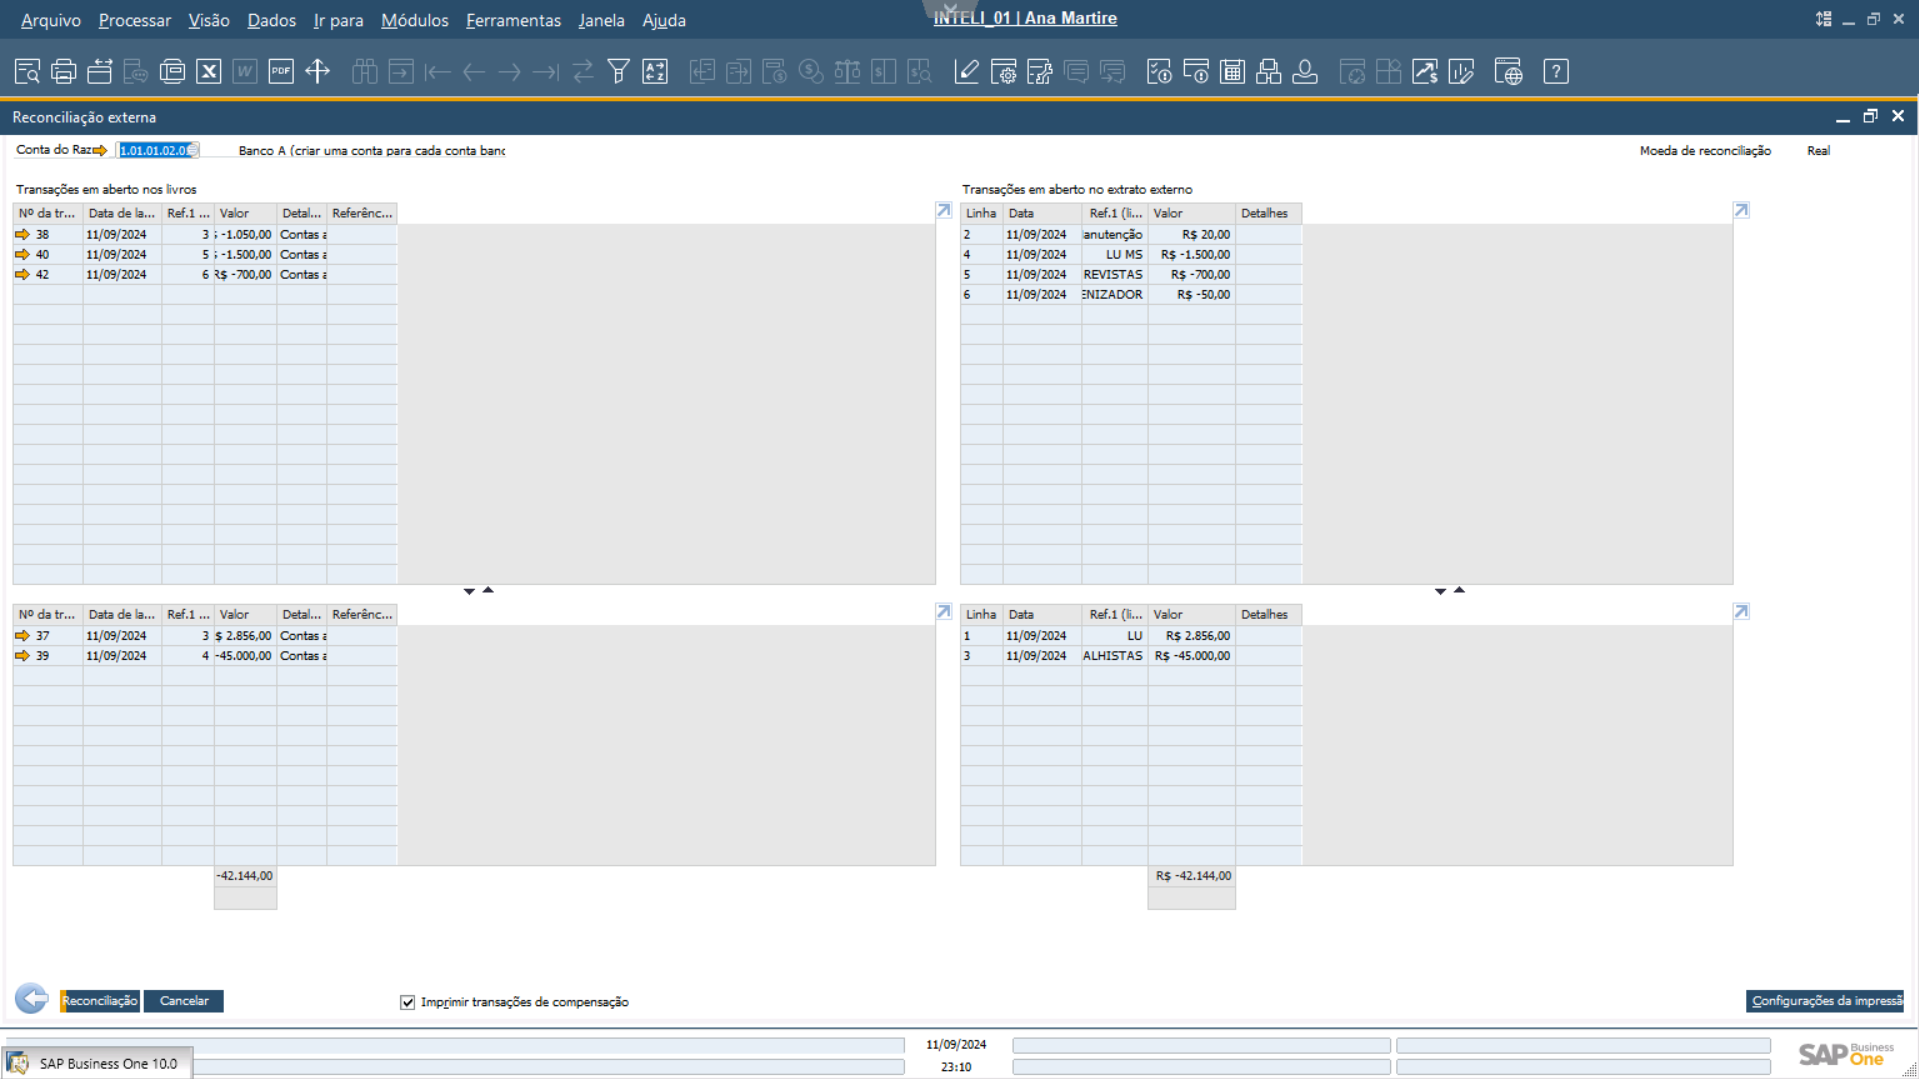 Arquivo Processar Visão Dados Ir para Módulos Ferramentas Janela Ajuda
INTELI_01 | Ana Martire
Reconciliação externa
Conta do Raz 1.01.01.02.0 Banco A (criar uma conta para cada conta banc
Moeda de reconciliação Real
Transações em aberto nos livros
Nº da tr... Data de la... Ref.1 ... Valor Detal... Referênc...
38 11/09/2024 3 -1.050,00 Contas a
40 11/09/2024 5 -1.500,00 Contas a
42 11/09/2024 6 R$ -700,00 Contas a
Transações em aberto no extrato externo
Linha Data Ref.1 (li... Valor Detalhes
2 11/09/2024 anutenção R$ 20,00
4 11/09/2024 LU MS R$ -1.500,00
5 11/09/2024 REVISTAS R$ -700,00
6 11/09/2024 ENIZADOR R$ -50,00
Nº da tr... Data de la... Ref.1 ... Valor Detal... Referênc...
37 11/09/2024 3 $ 2.856,00 Contas a
39 11/09/2024 4 -45.000,00 Contas a
-42.144,00
Linha Data Ref.1 (li... Valor Detalhes
1 11/09/2024 LU R$ 2.856,00
3 11/09/2024 ALHISTAS R$ -45.000,00
R$ -42.144,00
Reconciliação Cancelar
Imprimir transações de compensação
Configurações da impressã
11/09/2024
23:10
SAP Business One 10.0
SAP Business One